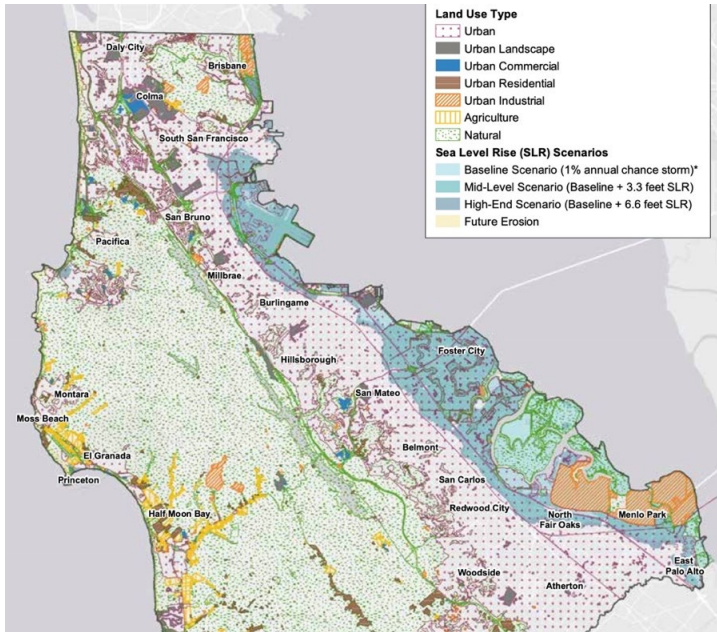 Land Use Type
Urban
Urban Landscape
Urban Commercial
Urban Residential
Urban Industrial
Agriculture
Natural
Sea Level Rise (SLR) Scenarios
Baseline Scenario (1% annual chance storm)*
Mid-Level Scenario (Baseline + 3.3 feet SLR)
High-End Scenario (Baseline + 6.6 feet SLR)
Future Erosion
Daly City
Brisbane
Colma
South San Francisco
San Bruno
Pacifica
Millbrae
Burlingame
Foster City
Hillsborough
San Mateo
Montara
Moss Beach
El Granada
Princeton
Belmont
San Carlos
Redwood City
Half Moon Bay
North
Fair Oaks
Menlo Park
East
Palo Alto
Woodside
Atherton